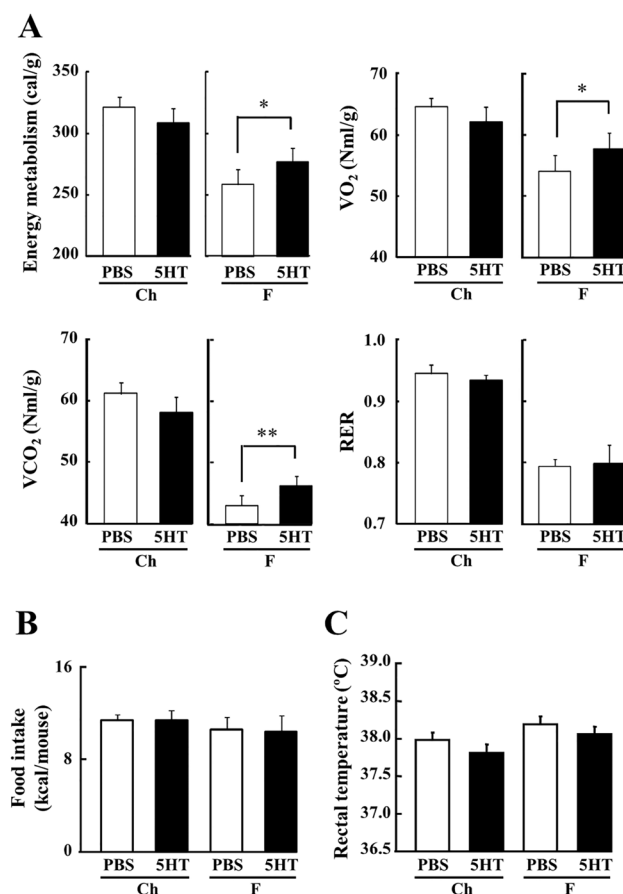 A
Energy metabolism (cal/g)
350
300
250
200
*
PBS 5HT PBS 5HT
Ch F
VO2 (Nml/g)
70
60
50
40
*
PBS 5HT PBS 5HT
Ch F
VCO2 (Nml/g)
70
60
50
40
**
PBS 5HT PBS 5HT
Ch F
RER
1.0
0.9
0.8
0.7
PBS 5HT PBS 5HT
Ch F
B
Food intake
(kcal/mouse)
16
8
0
PBS 5HT PBS 5HT
Ch F
C
Rectal temperature (°C)
39.0
38.5
38.0
37.5
37.0
36.5
PBS 5HT PBS 5HT
Ch F